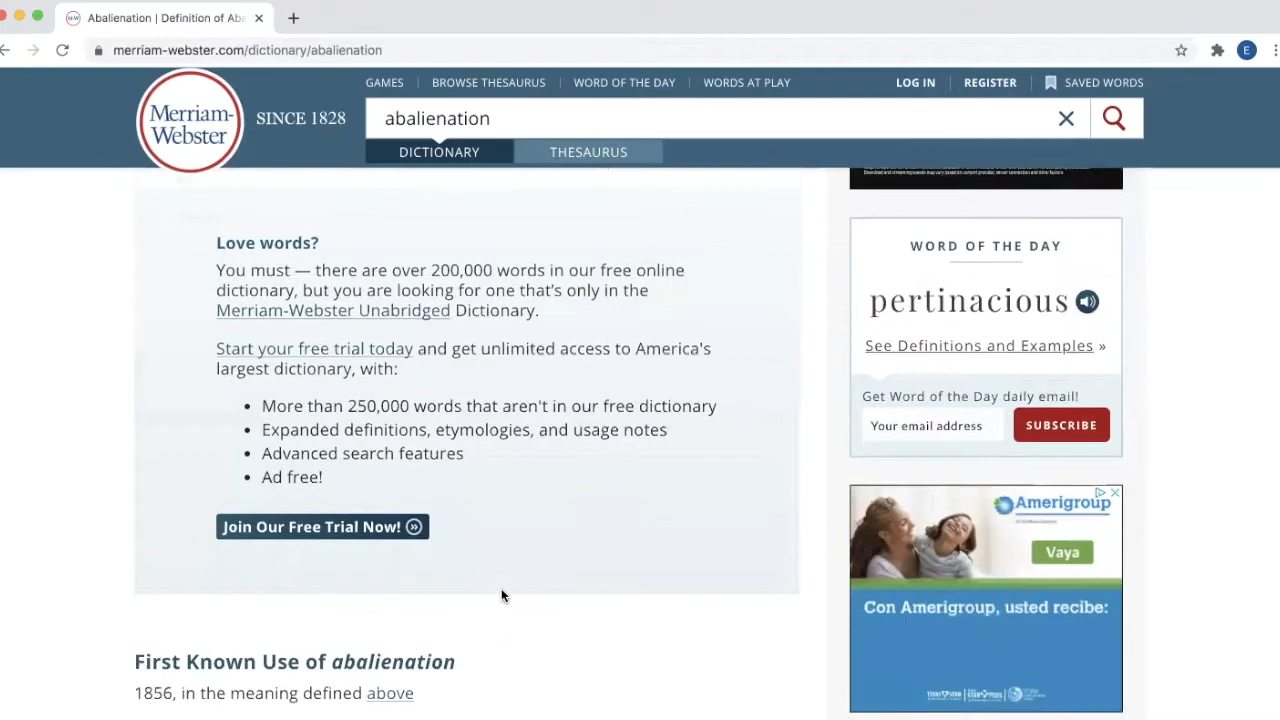 Abalienation | Definition of Aba
merriam-webster.com/dictionary/abalienation
E
GAMES
BROWSE THESAURUS
WORD OF THE DAY
WORDS AT PLAY
LOG IN
REGISTER
SAVED WORDS
Merriam-
Webster
SINCE 1828
abalienation
DICTIONARY
THESAURUS
Love words?
You must — there are over 200,000 words in our free online
dictionary, but you are looking for one that's only in the
Merriam-Webster Unabridged Dictionary.
Start your free trial today and get unlimited access to America's
largest dictionary, with:
• More than 250,000 words that aren't in our free dictionary
• Expanded definitions, etymologies, and usage notes
• Advanced search features
• Ad free!
Join Our Free Trial Now!
First Known Use of abalienation
1856, in the meaning defined above
WORD OF THE DAY
pertinacious
See Definitions and Examples »
Get Word of the Day daily email!
Your email address
SUBSCRIBE
Amerigroup
Vaya
Con Amerigroup, usted recibe: